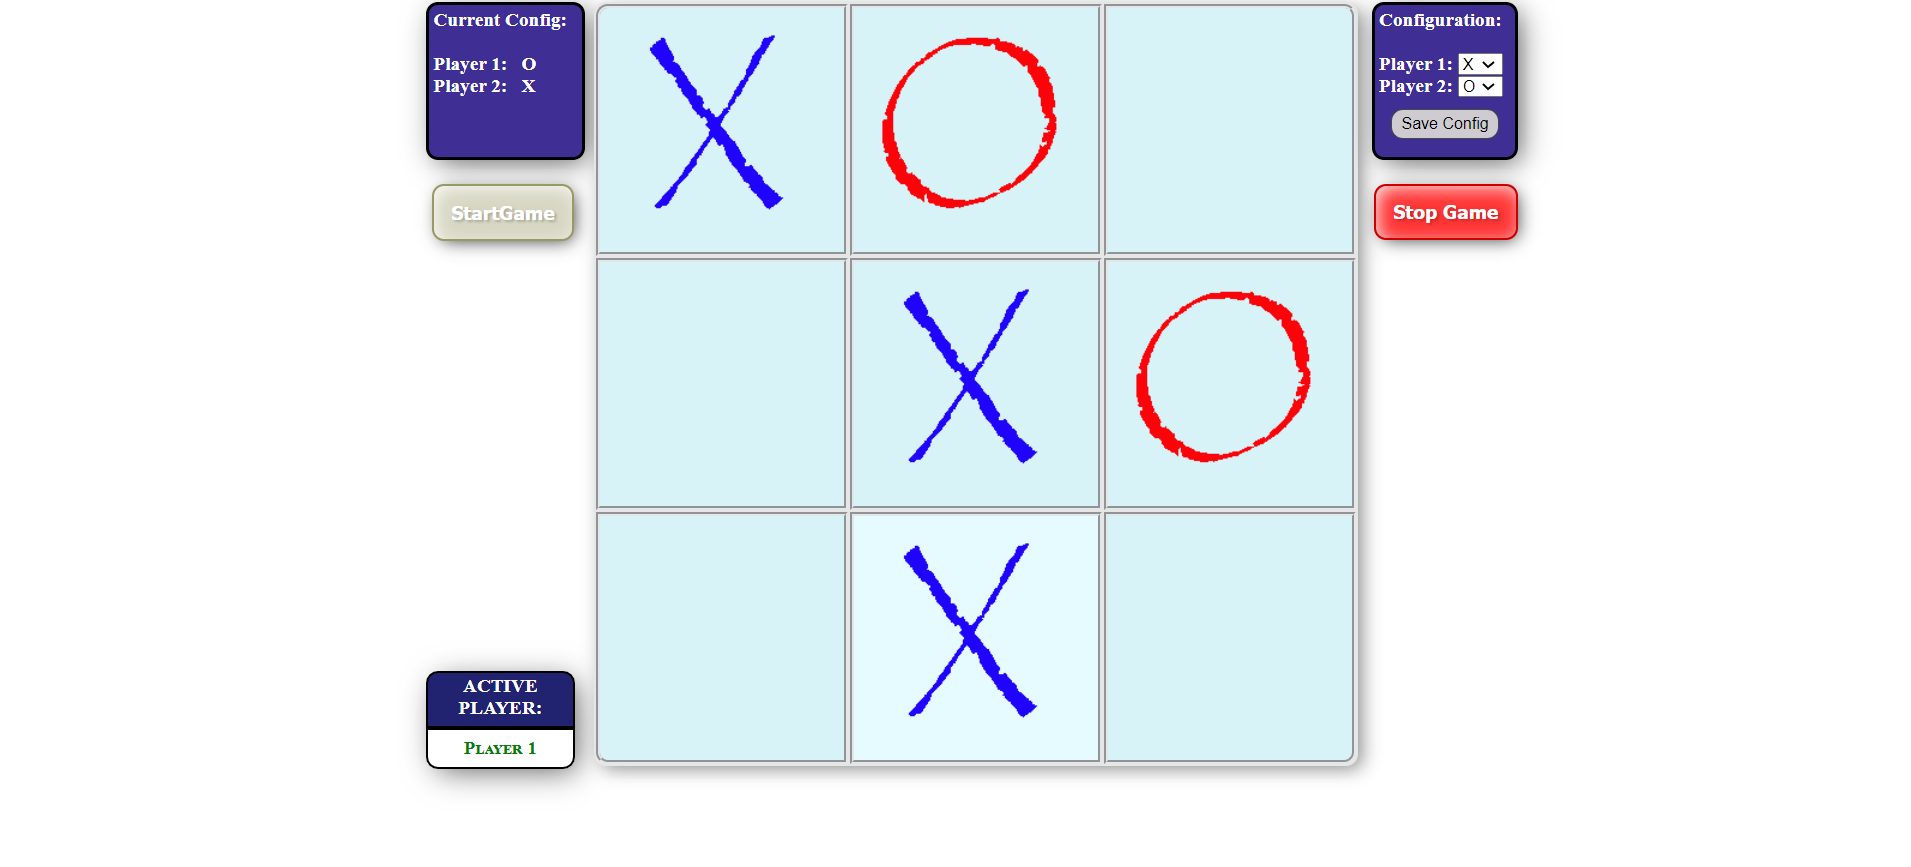 Current Config:
Player 1: O
Player 2: X
StartGame
ACTIVE
PLAYER:
Player 1
X O
X O
X
Configuration:
Player 1: X
Player 2: O
Save Config
Stop Game